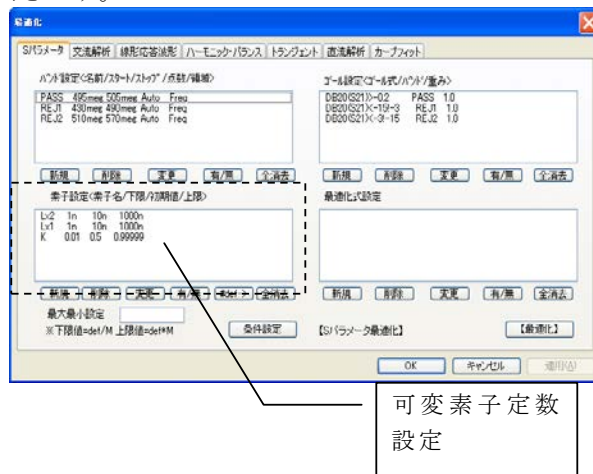 最適化
Sパラメータ 交流解析 線形応答波形 ハーモニック・バランス トランジェント 直流解析 カーブフィット
バンド設定<名前/スタート/ストップ/点数/領域>
PASS 495meg 505meg Auto Freq
REJ1 430meg 490meg Auto Freq
REJ2 510meg 570meg Auto Freq
新規 削除 変更 有/無 全消去
ゴール設定<ゴール式/バンド/重み>
DB20(S21)>-0.2 PASS 1.0
DB20(S21)<-15!-3 REJ1 1.0
DB20(S21)<-3!-15 REJ2 1.0
新規 削除 変更 有/無 全消去
素子設定<素子名/下限/初期値/上限>
Lx2 1n 10n 1000n
Lx1 1n 10n 1000n
K 0.01 0.5 0.99999
新規 削除 変更 有/無 全消去
最適化式設定
新規 削除 変更 有/無 全消去
最大最小設定
※下限値=def/M 上限値=def*M
条件設定
【Sパラメータ最適化】
【最適化】
OK キャンセル 適用(A)
可変素子定数
設定